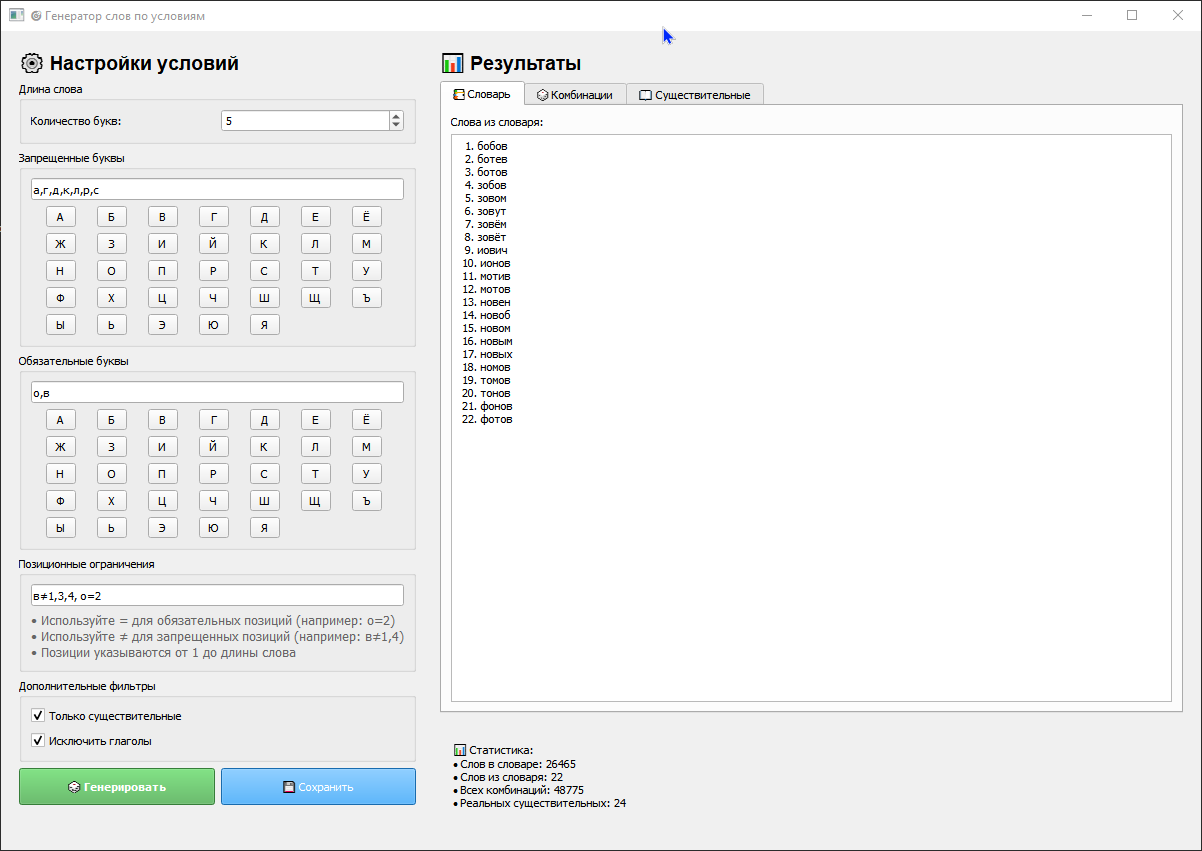 Генератор слов по условиям
Настройки условий
Длина слова
Количество букв:
5
Запрещенные буквы
а,г,д,к,л,р,с
А Б В Г Д Е Ё
Ж З И Й К Л М
Н О П Р С Т У
Ф Х Ц Ч Ш Щ Ъ
Ы Ь Э Ю Я
Обязательные буквы
о,в
А Б В Г Д Е Ё
Ж З И Й К Л М
Н О П Р С Т У
Ф Х Ц Ч Ш Щ Ъ
Ы Ь Э Ю Я
Позиционные ограничения
в≠1,3,4, о=2
• Используйте = для обязательных позиций (например: о=2)
• Используйте ≠ для запрещенных позиций (например: в≠1,4)
• Позиции указываются от 1 до длины слова
Дополнительные фильтры
Только существительные
Исключить глаголы
Генерировать
Сохранить
Результаты
Словарь
Комбинации
Существительные
Слова из словаря:
1. бобов
2. ботев
3. ботов
4. зобов
5. зовом
6. зовут
7. зовём
8. зовёт
9. иович
10. ионов
11. мотив
12. мотов
13. новен
14. новоб
15. новом
16. новым
17. новых
18. номов
19. томов
20. тонов
21. фонов
22. фотов
Статистика:
• Слов в словаре: 26465
• Слов из словаря: 22
• Всех комбинаций: 48775
• Реальных существительных: 24